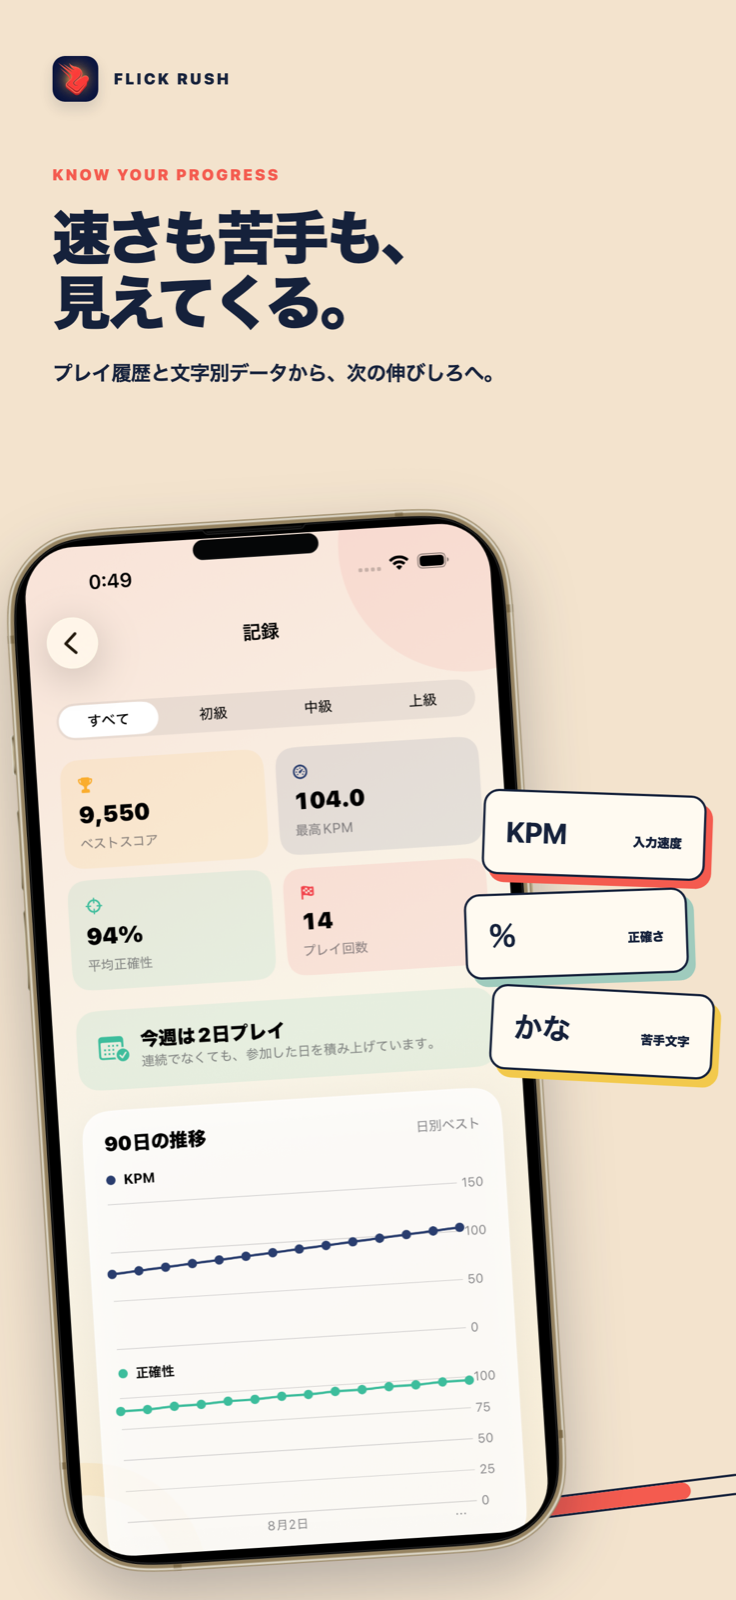 FLICK RUSH
KNOW YOUR PROGRESS
速さも苦手も、
見えてくる。
プレイ履歴と文字別データから、次の伸びしろへ。
0:49
記録
すべて 初級 中級 上級
9,550
ベストスコア
104.0
最高KPM
94%
平均正確性
14
プレイ回数
KPM 入力速度
% 正確さ
かな 苦手文字
今週は2日プレイ
連続でなくても、参加した日を積み上げています。
90日の推移 日別ベスト
KPM
150
100
50
0
正確性
100
75
50
25
0
8月2日 …